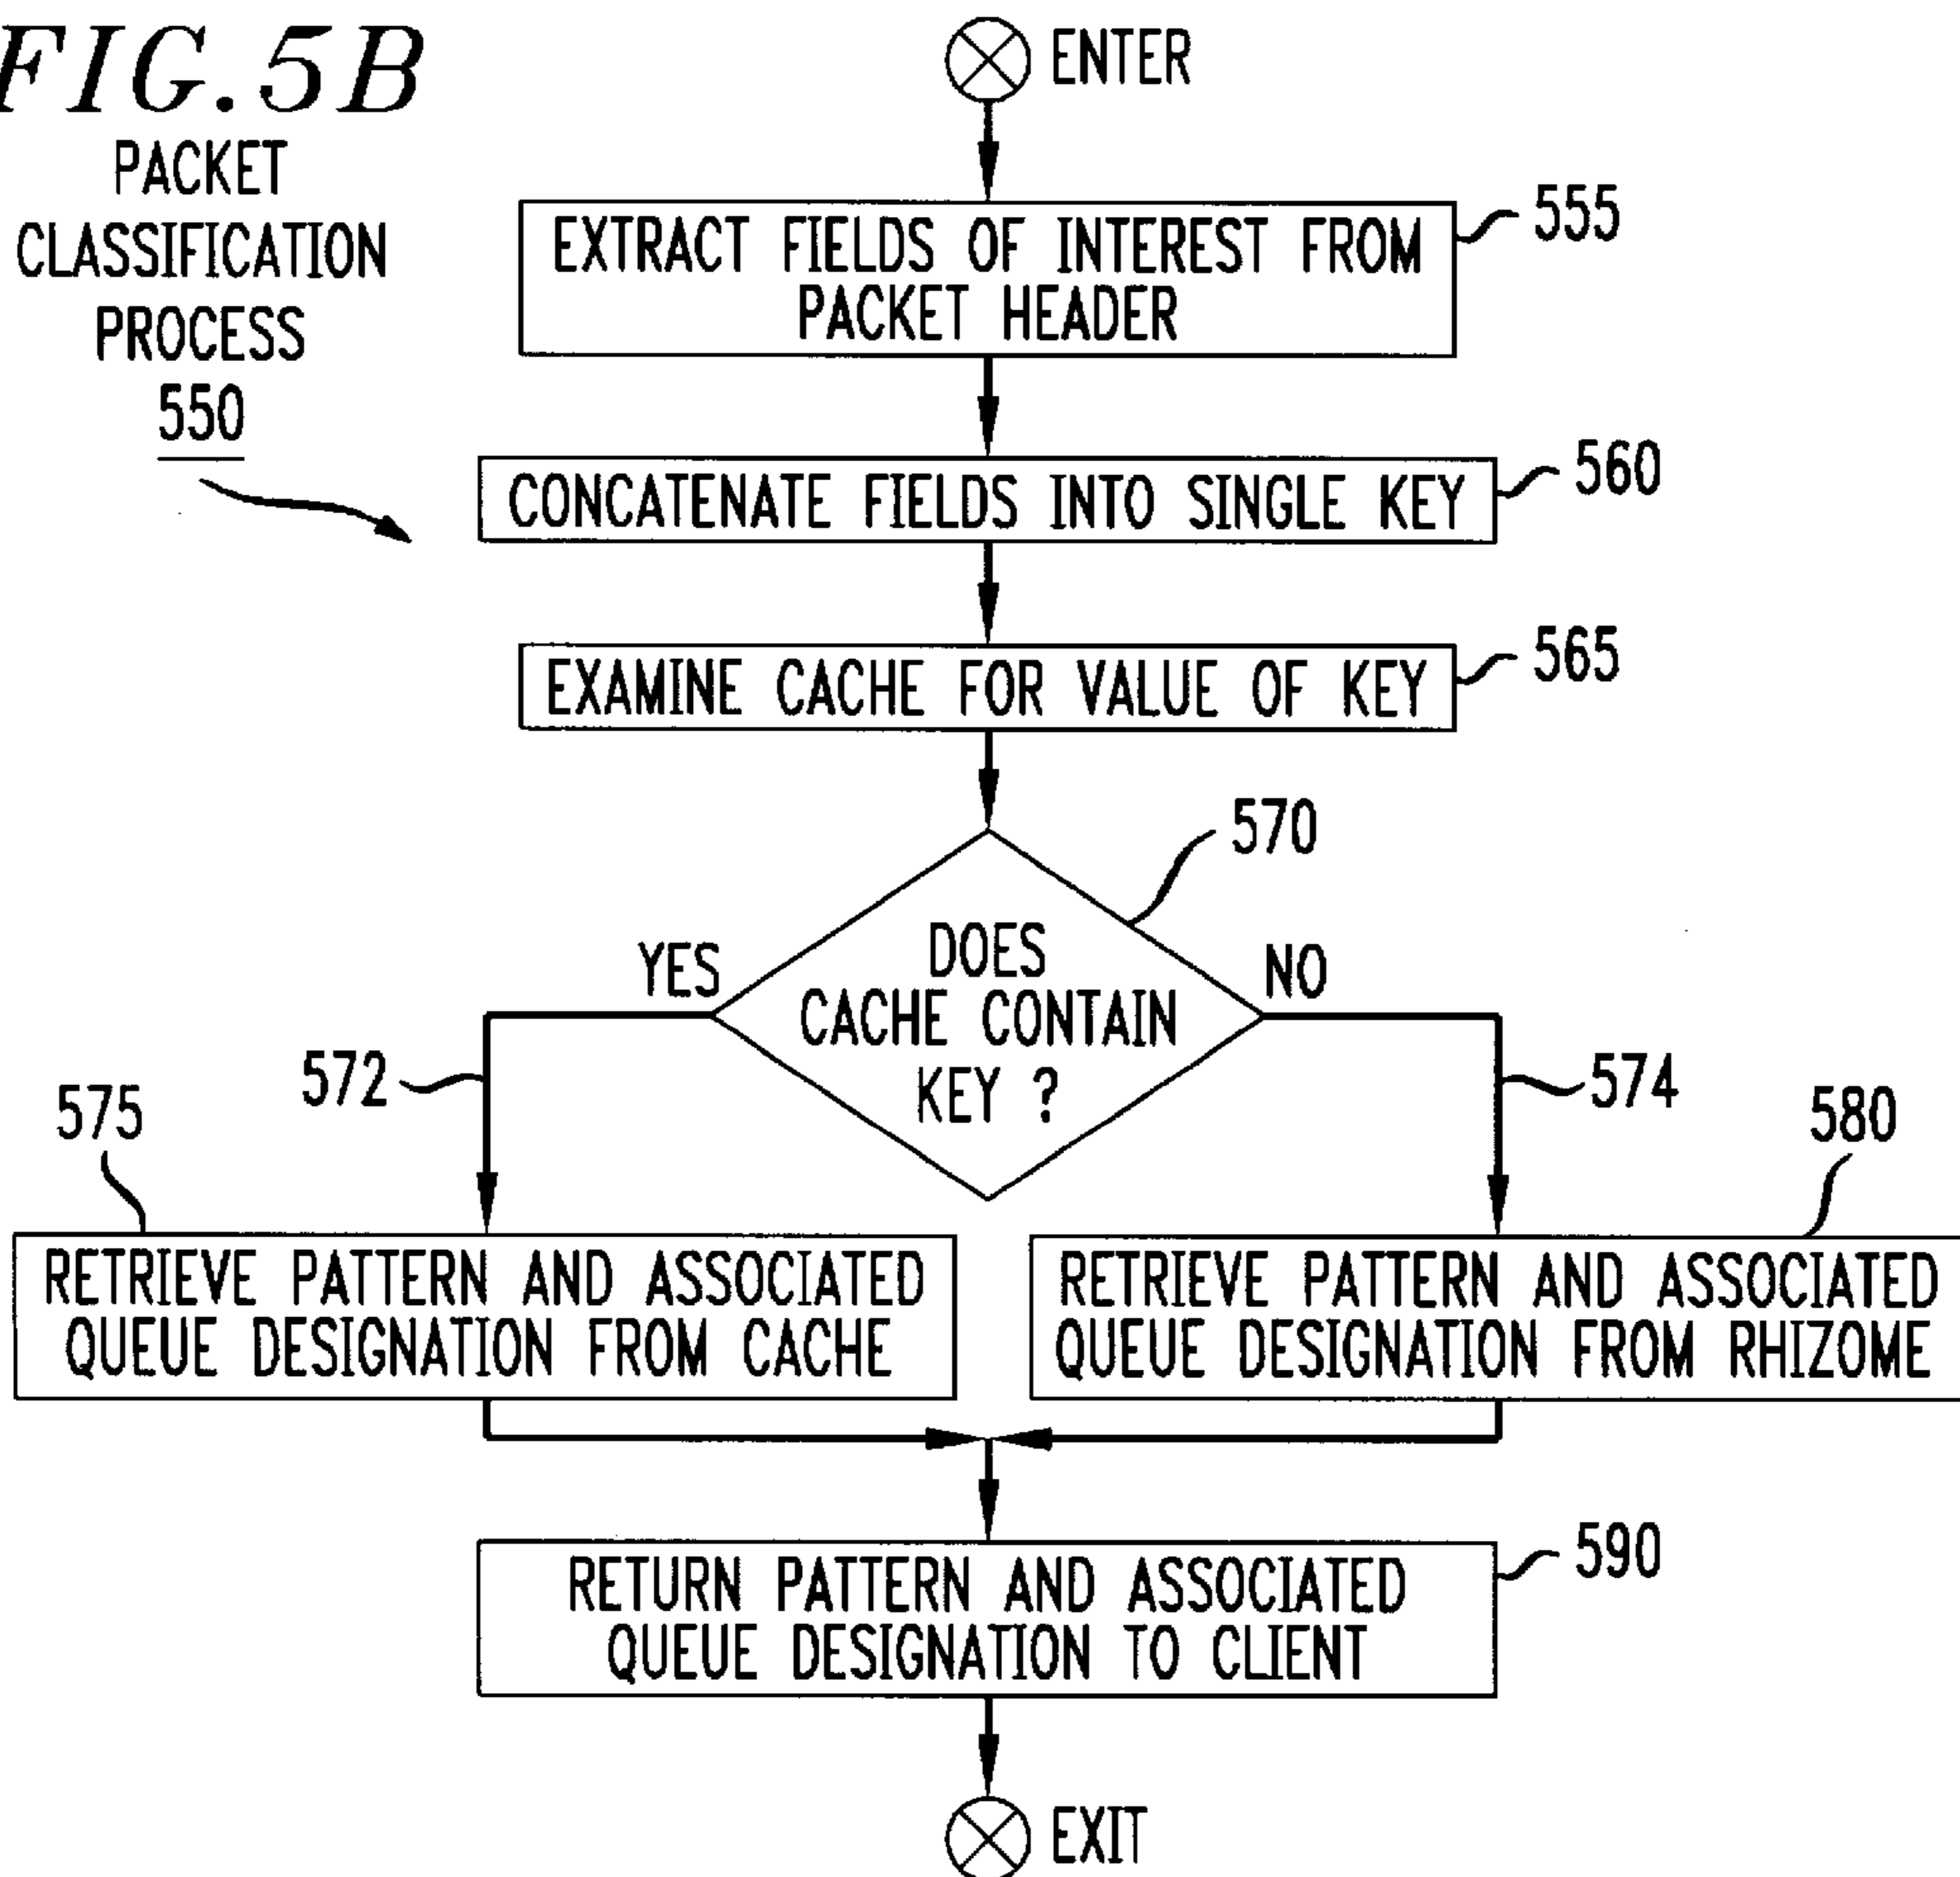 FIG. 5B
PACKET
CLASSIFICATION
PROCESS
550
ENTER
EXTRACT FIELDS OF INTEREST FROM
PACKET HEADER
555
CONCATENATE FIELDS INTO SINGLE KEY
560
EXAMINE CACHE FOR VALUE OF KEY
565
570
DOES
CACHE CONTAIN
KEY ?
YES
NO
572
574
575
580
RETRIEVE PATTERN AND ASSOCIATED
QUEUE DESIGNATION FROM CACHE
RETRIEVE PATTERN AND ASSOCIATED
QUEUE DESIGNATION FROM RHIZOME
RETURN PATTERN AND ASSOCIATED
QUEUE DESIGNATION TO CLIENT
590
EXIT